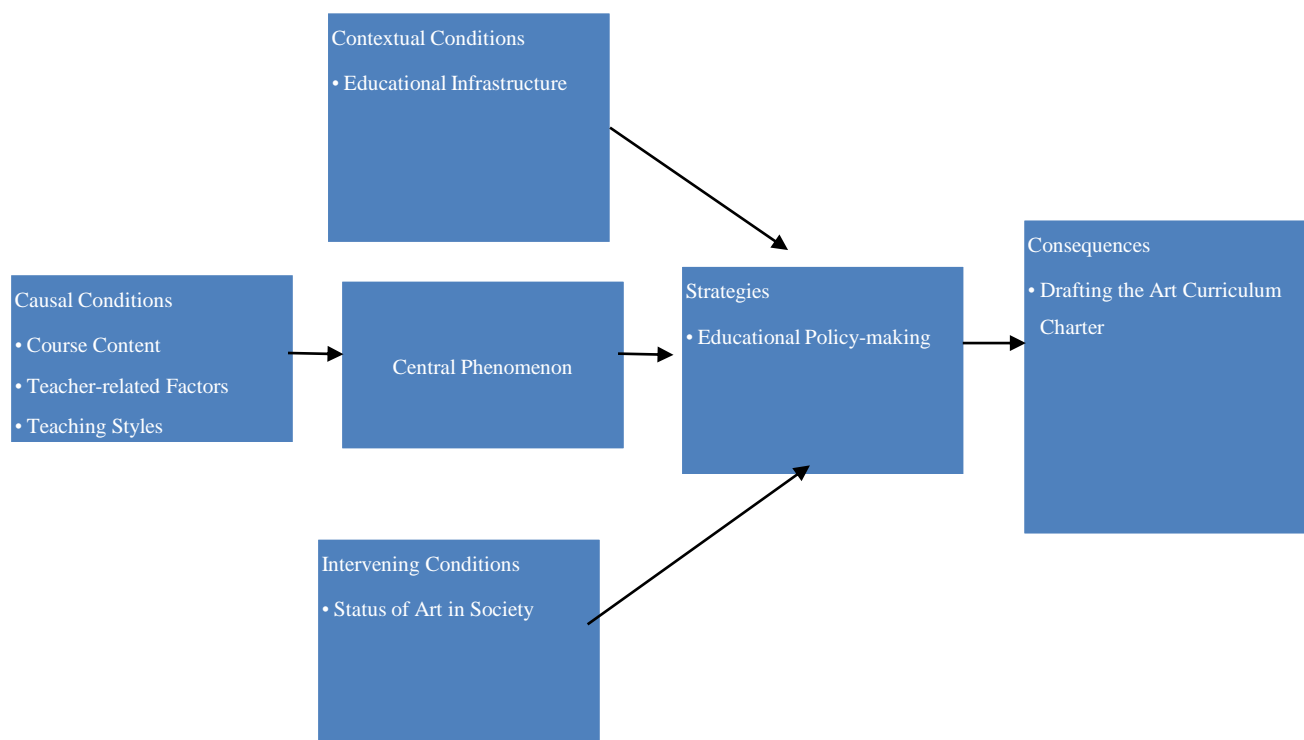 Contextual Conditions
• Educational Infrastructure
Causal Conditions
• Course Content
• Teacher-related Factors
• Teaching Styles
Central Phenomenon
Strategies
• Educational Policy-making
Consequences
• Drafting the Art Curriculum
Charter
Intervening Conditions
• Status of Art in Society